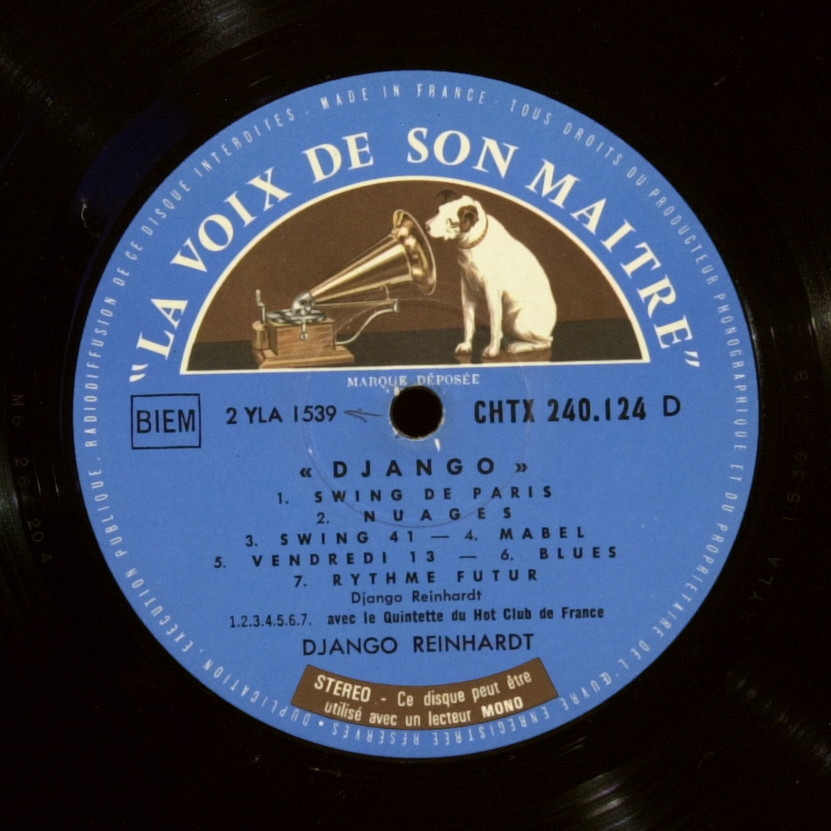 DUPLICATION. EXÉCUTION PUBLIQUE. RADIODIFFUSION DE CE DISQUE INTERDITES. MADE IN FRANCE. TOUS DROITS DU PRODUCTEUR PHONOGRAPHIQUE ET DU PROPRIÉTAIRE DE L'ŒUVRE ENREGISTRÉE RÉSERVÉS •
"LA VOIX DE SON MAITRE"
MARQUE DÉPOSÉE
BIEM 2 YLA 1539 CHTX 240.124 D
« DJANGO »
1. SWING DE PARIS
2. NUAGES
3. SWING 41 — 4. MABEL
5. VENDREDI 13 — 6. BLUES
7. RYTHME FUTUR
Django Reinhardt
1.2.3.4.5.6.7. avec le Quintette du Hot Club de France
DJANGO REINHARDT
STEREO - Ce disque peut être
utilisé avec un lecteur MONO